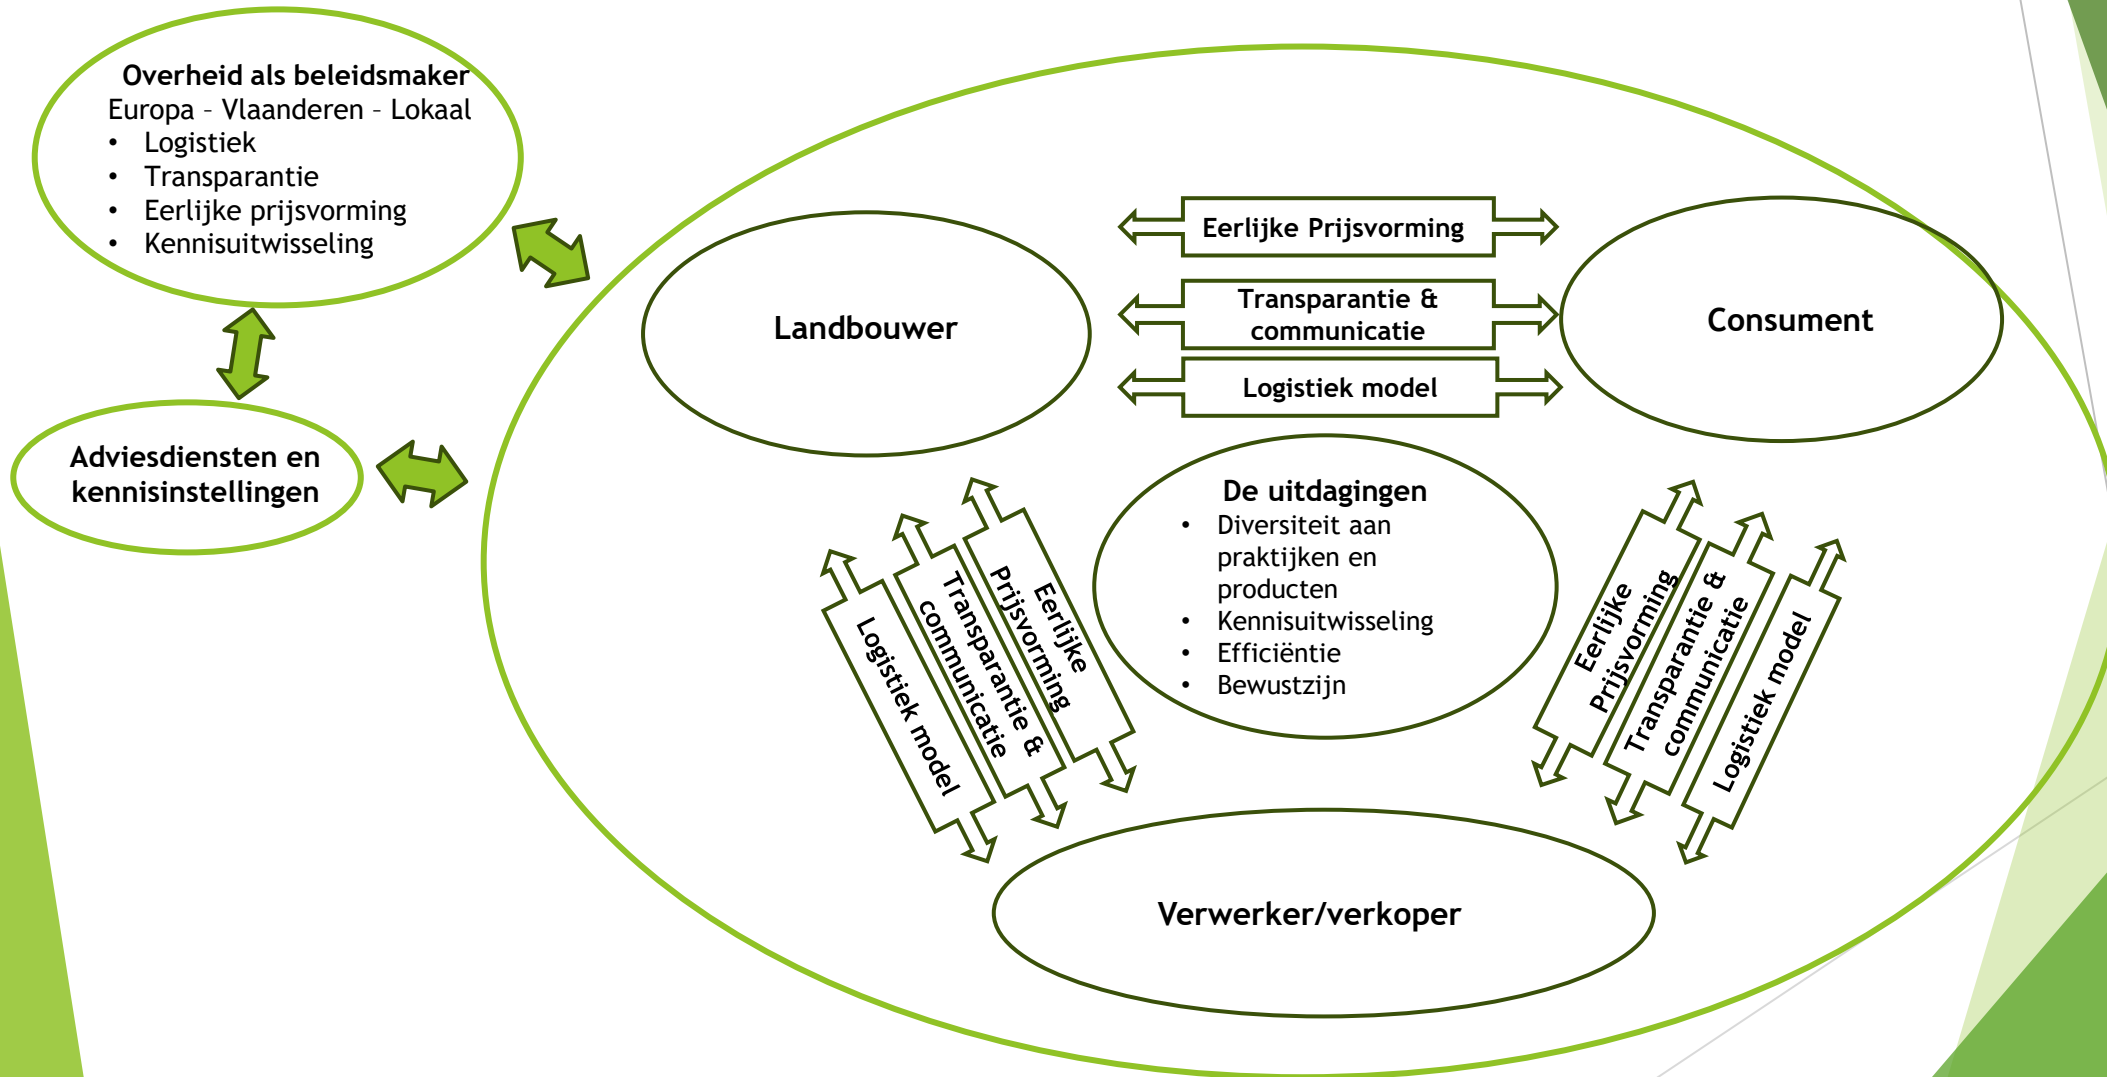 Overheid als beleidsmaker
Europa – Vlaanderen – Lokaal
• Logistiek
• Transparantie
• Eerlijke prijsvorming
• Kennisuitwisseling
Adviesdiensten en
kennisinstellingen
Landbouwer
Eerlijke Prijsvorming
Transparantie &
communicatie
Logistiek model
Consument
De uitdagingen
• Diversiteit aan
praktijken en
producten
• Kennisuitwisseling
• Efficiëntie
• Bewustzijn
Logistiek model
Transparantie &
communicatie
Eerlijke
Prijsvorming
Eerlijke
Prijsvorming
Transparantie &
communicatie
Logistiek model
Verwerker/verkoper